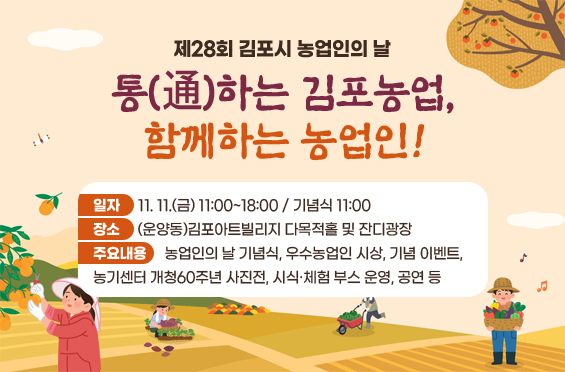 제28회 김포시 농업인의 날
통(通)하는 김포농업,
함께하는 농업인!
일자 11. 11.(금) 11:00~18:00 / 기념식 11:00
장소 (운양동)김포아트빌리지 다목적홀 및 잔디광장
주요내용 농업인의 날 기념식, 우수농업인 시상, 기념 이벤트,
농기센터 개청60주년 사진전, 시식·체험 부스 운영, 공연 등